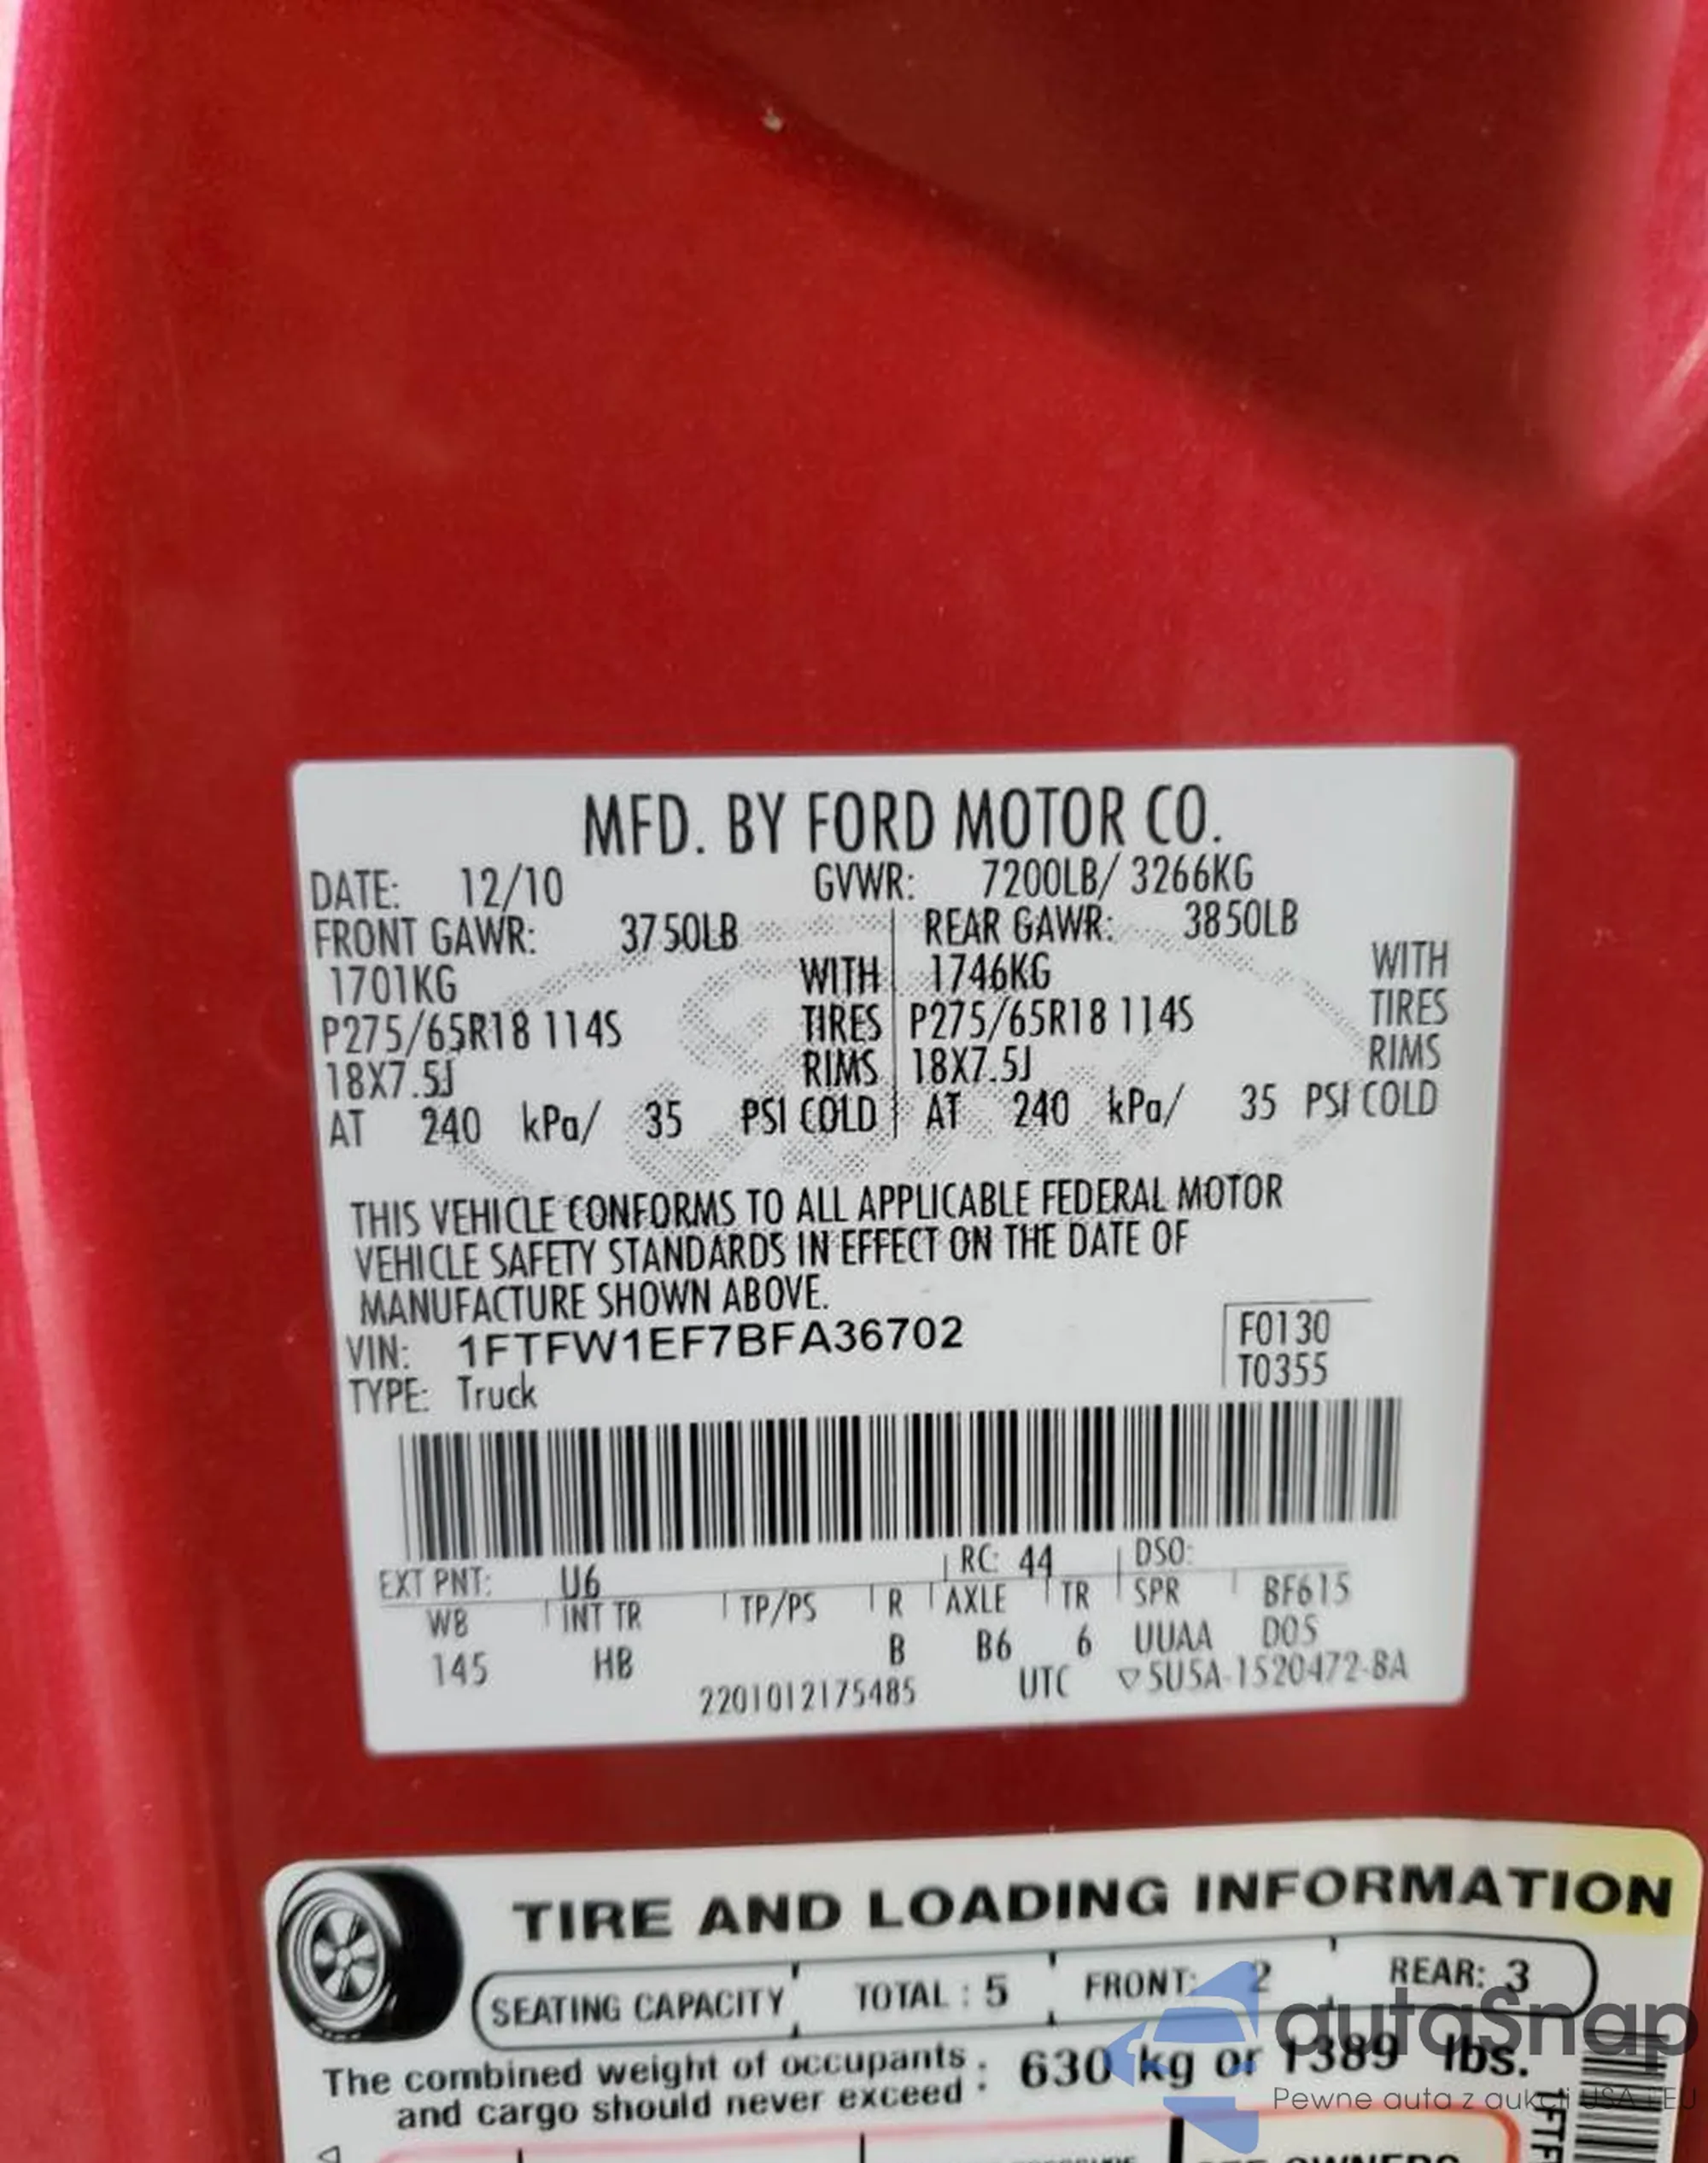 MFD. BY FORD MOTOR CO.
DATE: 12/10 GVWR: 7200LB/ 3266KG
FRONT GAWR: 3750LB REAR GAWR: 3850LB
1701KG WITH 1746KG WITH
P275/65R18 114S TIRES P275/65R18 114S TIRES
18X7.5J RIMS 18X7.5J RIMS
AT 240 kPa/ 35 PSI COLD AT 240 kPa/ 35 PSI COLD
THIS VEHICLE CONFORMS TO ALL APPLICABLE FEDERAL MOTOR
VEHICLE SAFETY STANDARDS IN EFFECT ON THE DATE OF
MANUFACTURE SHOWN ABOVE.
VIN: 1FTFW1EF7BFA36702 F0130
TYPE: Truck T0355
EXT PNT: U6 RC: 44 DSO:
WB INT TR TP/PS R AXLE TR SPR BF615
145 HB B B6 6 UUAA D05
2201012175485 UTC ▽5U5A-1520472-BA
TIRE AND LOADING INFORMATION
SEATING CAPACITY TOTAL : 5 FRONT: 2 REAR: 3
The combined weight of occupants
and cargo should never exceed : 630 kg or 1389 lbs.
autaSnap
Pewne auta z aukcji USA i EU